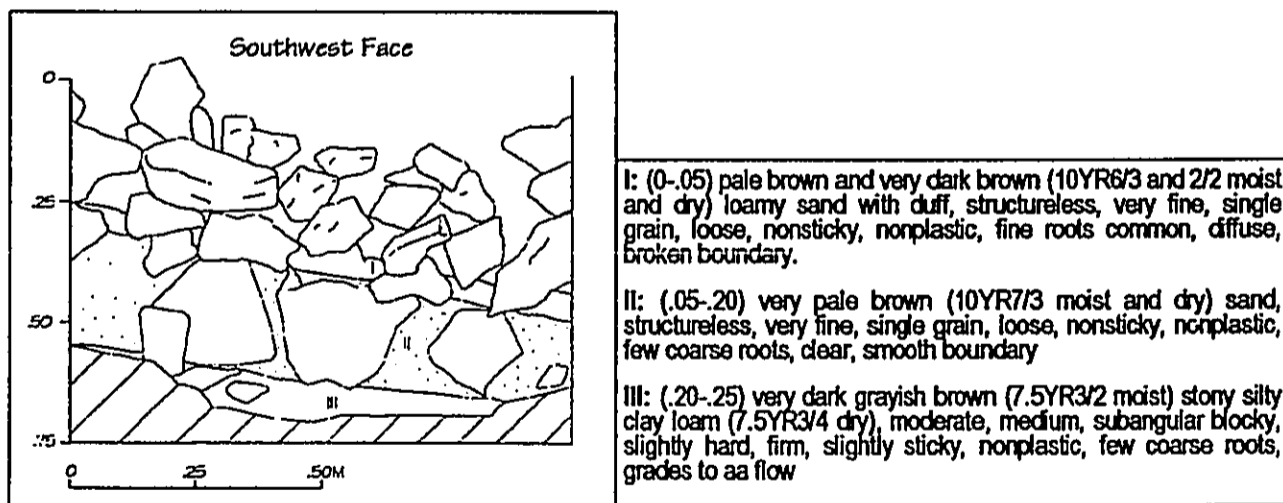 Southwest Face
0
.25
.50
.75
I
II
III
0 .25 .50M
I: (0-.05) pale brown and very dark brown (10YR6/3 and 2/2 moist
and dry) loamy sand with duff, structureless, very fine, single
grain, loose, nonsticky, nonplastic, fine roots common, diffuse,
broken boundary.
II: (.05-.20) very pale brown (10YR7/3 moist and dry) sand,
structureless, very fine, single grain, loose, nonsticky, nonplastic,
few coarse roots, clear, smooth boundary
III: (.20-.25) very dark grayish brown (7.5YR3/2 moist) stony silty
clay loam (7.5YR3/4 dry), moderate, medium, subangular blocky,
slightly hard, firm, slightly sticky, nonplastic, few coarse roots,
grades to aa flow